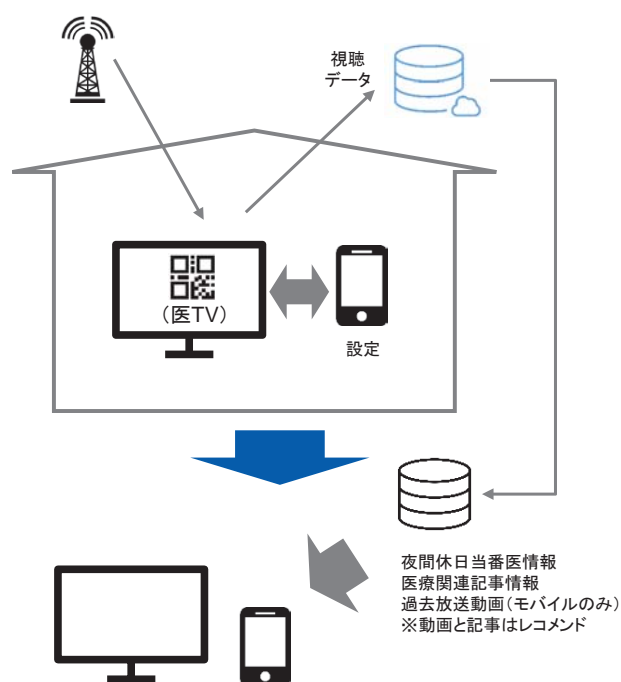 視聴
データ
(医TV)
設定
夜間休日当番医情報
医療関連記事情報
過去放送動画(モバイルのみ)
※動画と記事はレコメンド